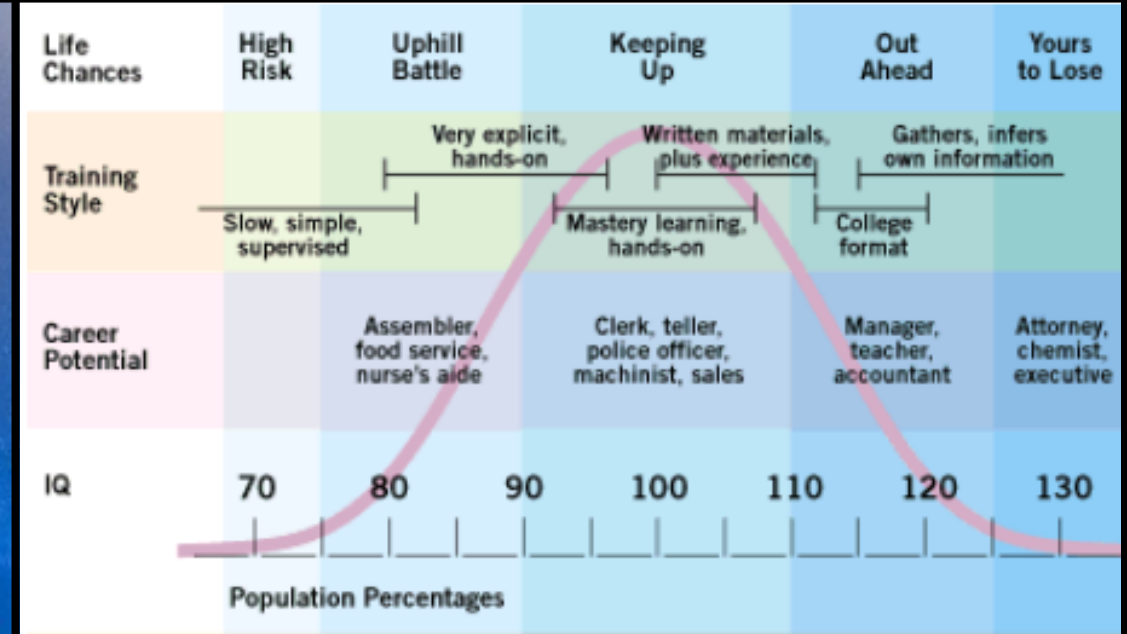 Life
Chances
High
Risk
Uphill
Battle
Keeping
Up
Out
Ahead
Yours
to Lose
Training
Style
Very explicit,
hands-on
Written materials,
plus experience
Gathers, infers
own information
Slow, simple,
supervised
Mastery learning,
hands-on
College
format
Career
Potential
Assembler,
food service,
nurse's aide
Clerk, teller,
police officer,
machinist, sales
Manager,
teacher,
accountant
Attorney,
chemist,
executive
IQ 70 80 90 100 110 120 130
Population Percentages